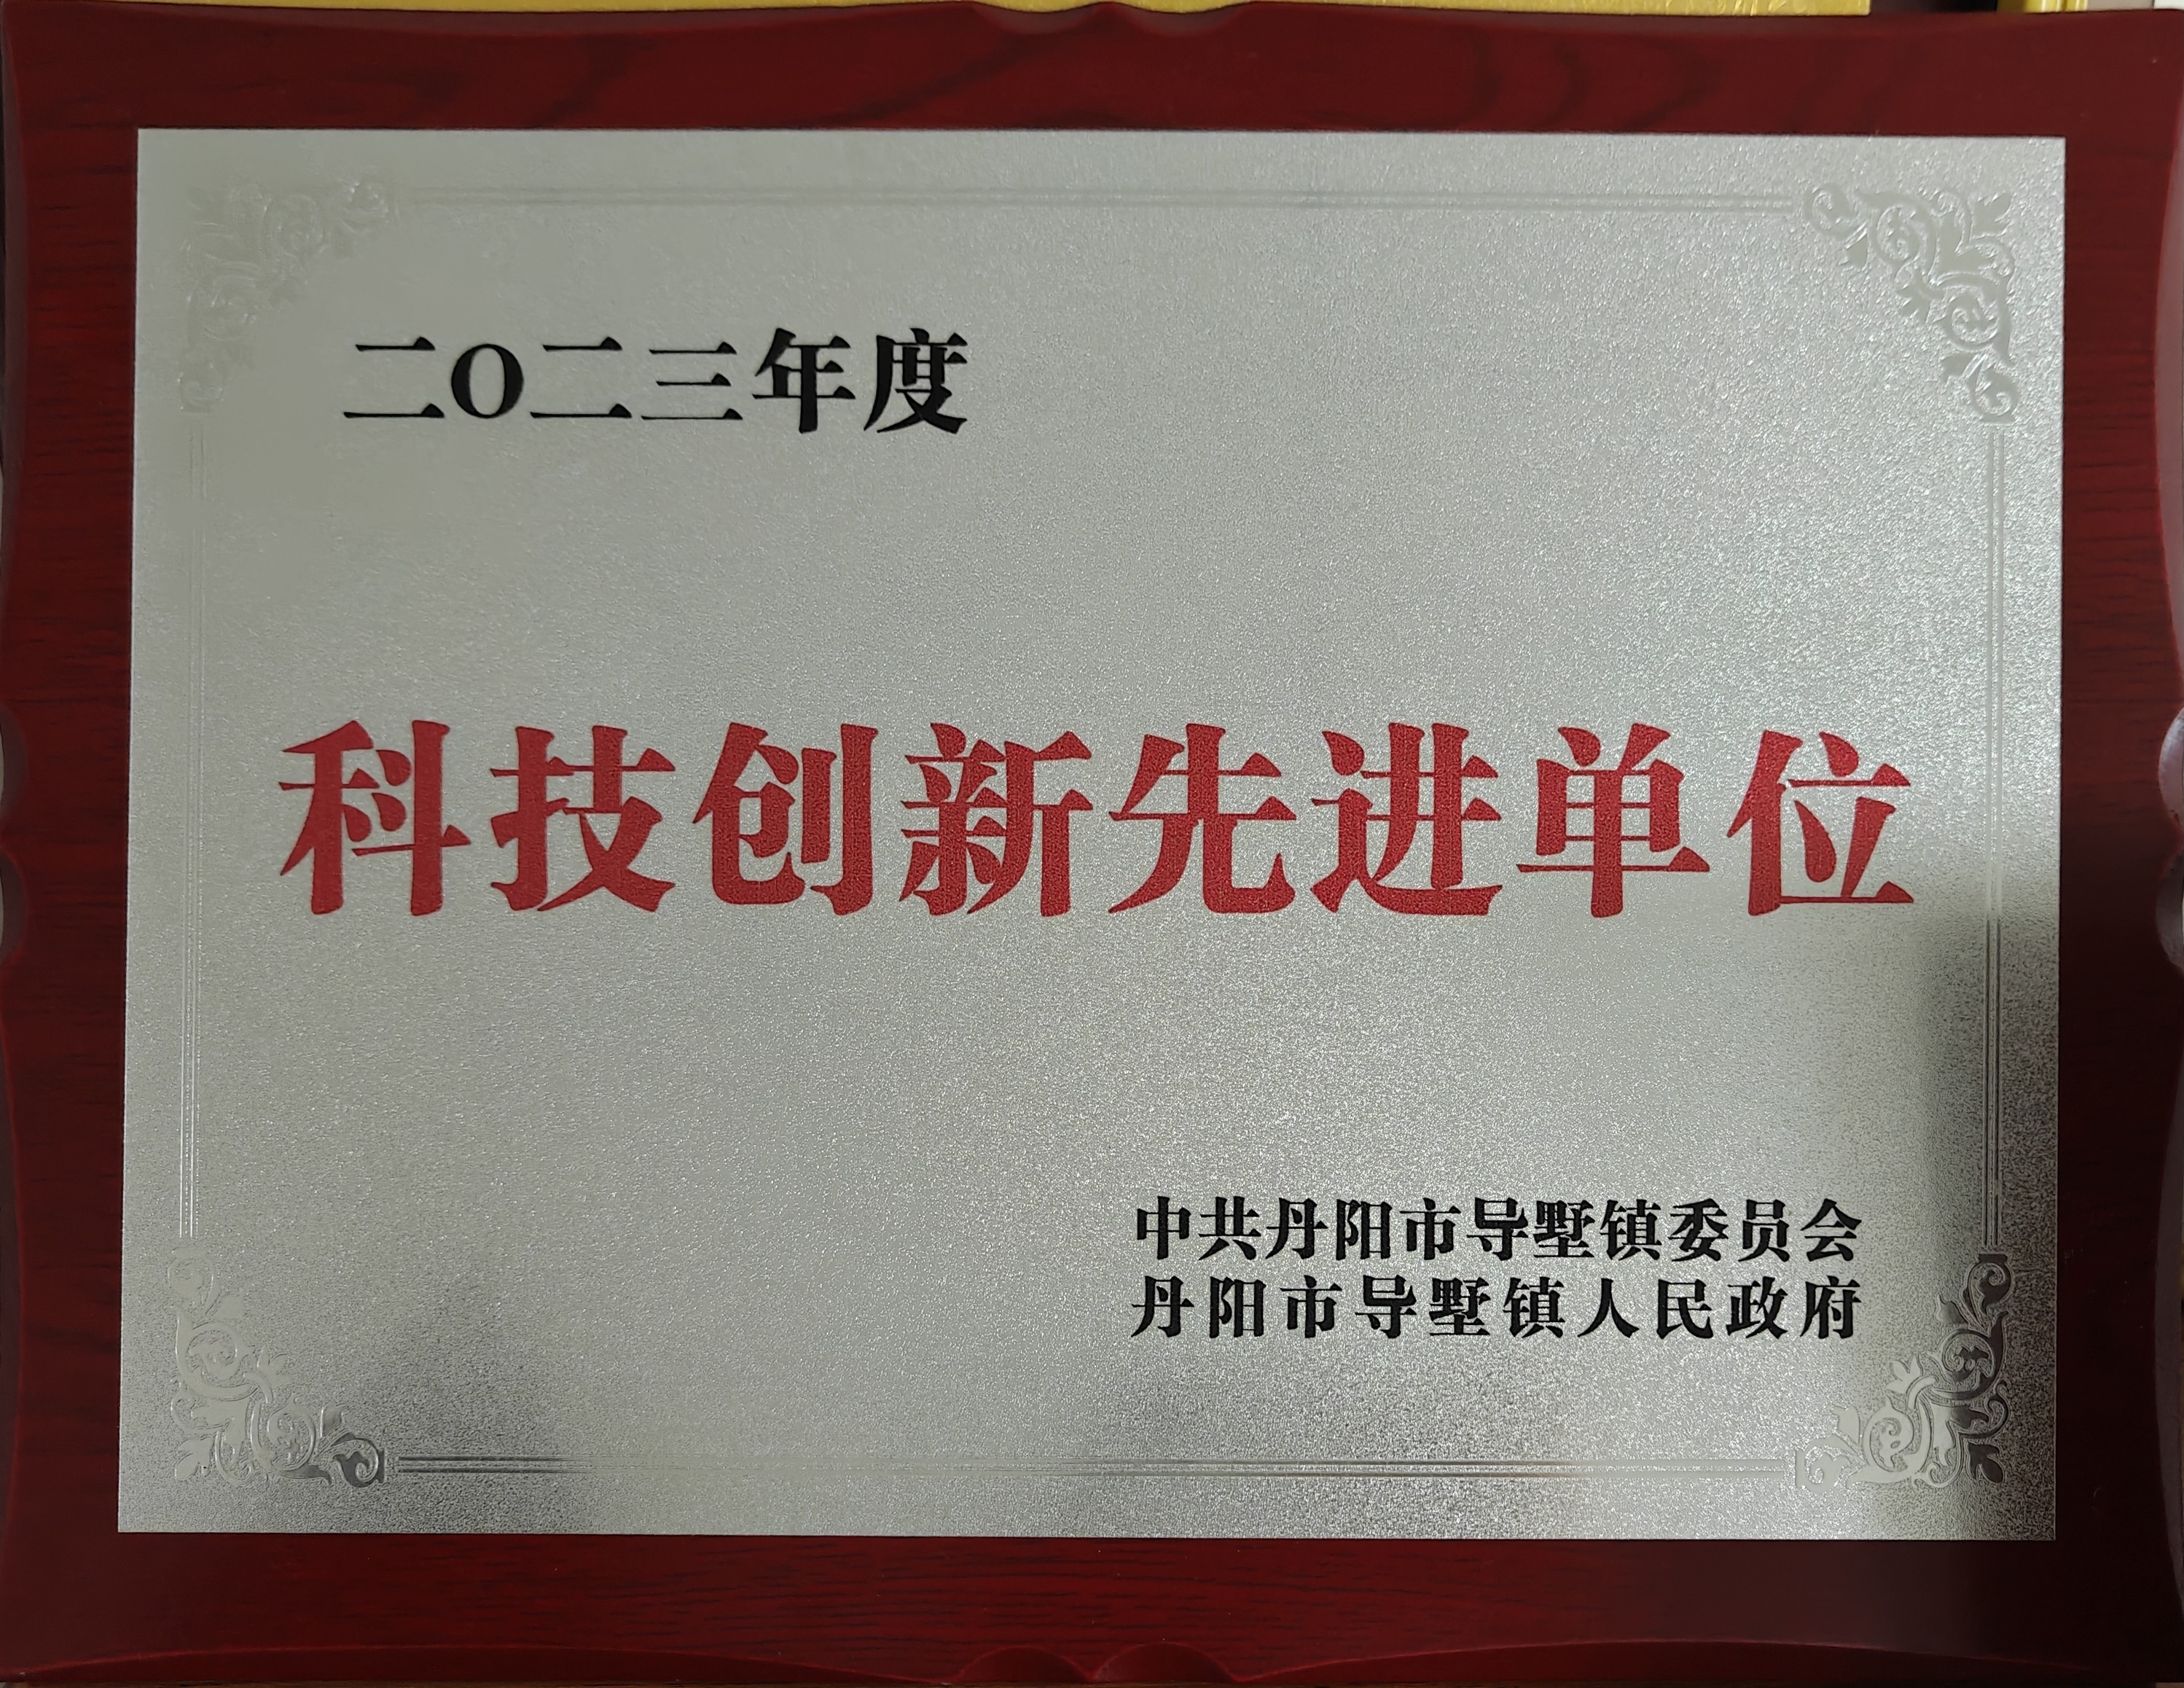 二O二三年度
科技创新先进单位
中共丹阳市导墅镇委员会
丹阳市导墅镇人民政府